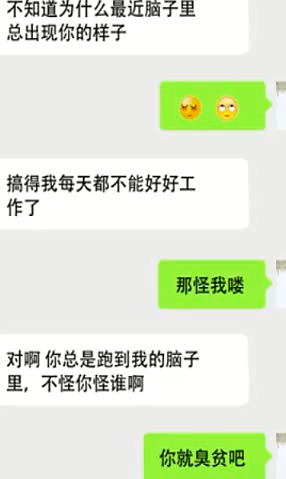 不知道为什么最近脑子里
总出现你的样子
搞得我每天都不能好好工
作了
那怪我喽
对啊 你总是跑到我的脑子
里，不怪你怪谁啊
你就臭贫吧